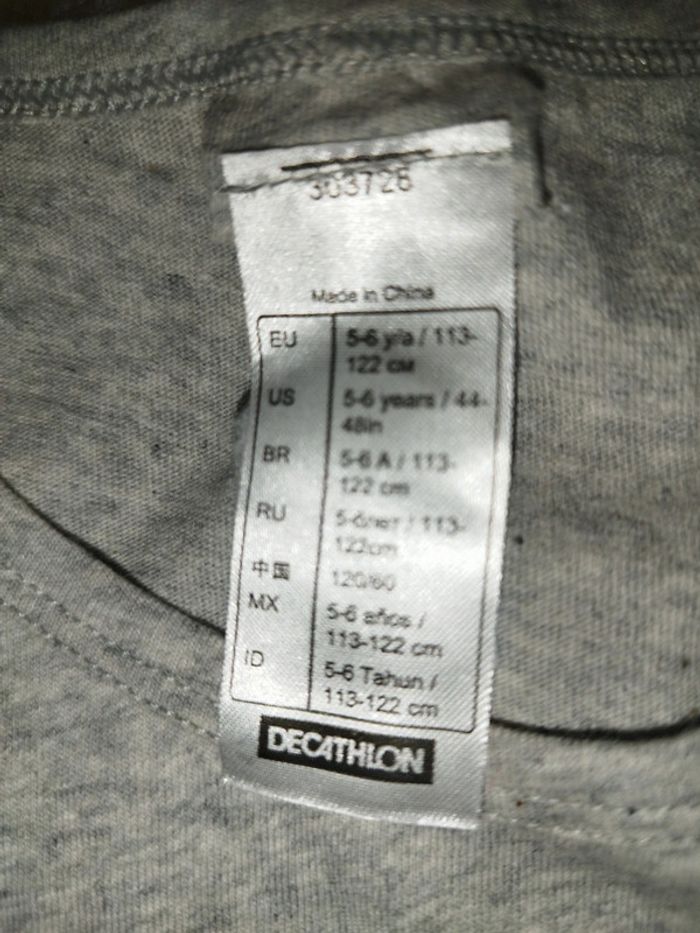 303728
Made in China
EU 5-6 y/a / 113-
122 см
US 5-6 years / 44-
48in
BR 5-6 A / 113-
122 cm
RU 5-6лет / 113-
122cm
中国 120/60
MX 5-6 años /
113-122 cm
ID 5-6 Tahun /
113-122 cm
DECATHLON